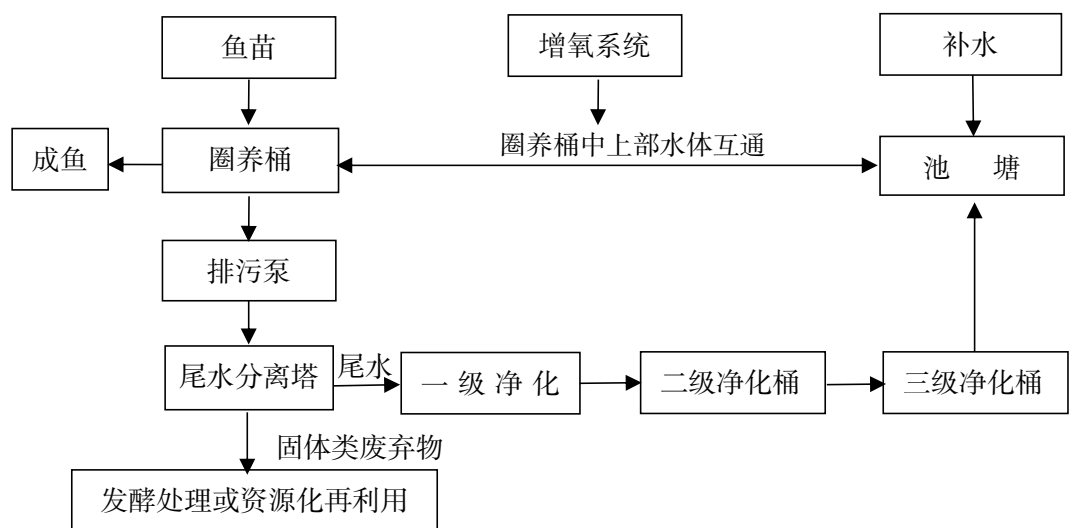 鱼苗
增氧系统
补水
成鱼
圈养桶
圈养桶中上部水体互通
池 塘
排污泵
尾水分离塔
尾水
一 级 净 化
二级净化桶
三级净化桶
固体类废弃物
发酵处理或资源化再利用